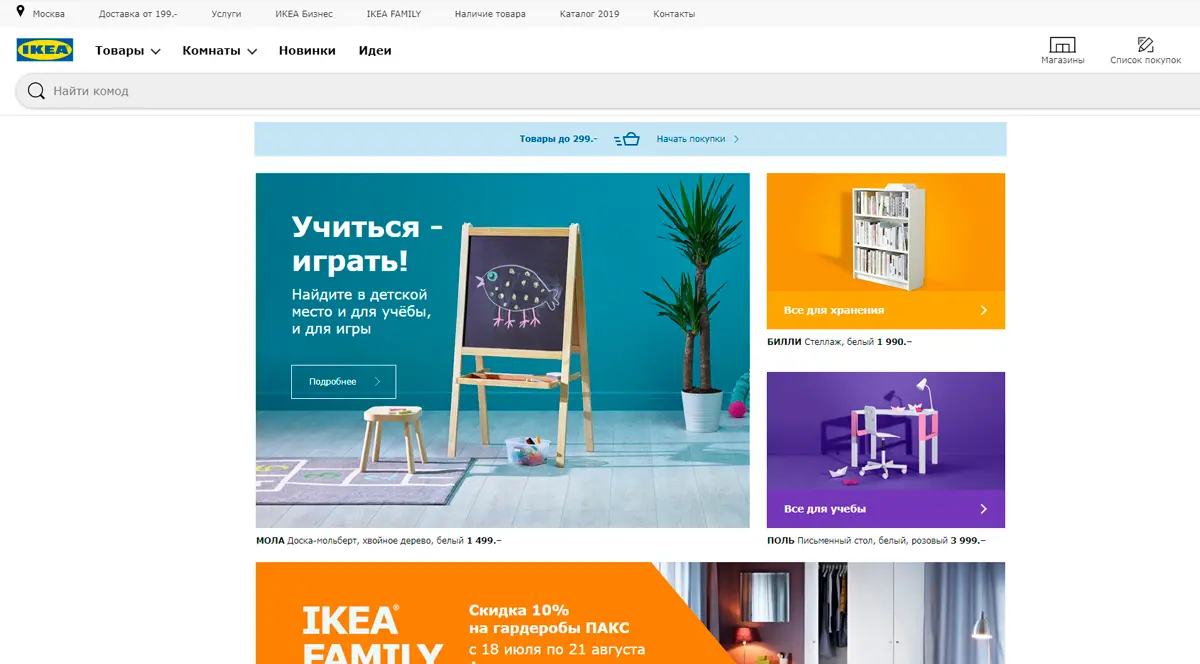 Москва
Доставка от 199.-
Услуги
ИКЕА Бизнес
IKEA FAMILY
Наличие товара
Каталог 2019
Контакты
IKEA
Товары
Комнаты
Новинки
Идеи
Магазины
Список покупок
Найти комод
Товары до 299.-
Начать покупки
Учиться -
играть!
Найдите в детской
место и для учёбы,
и для игры
Подробнее
МОЛА Доска-мольберт, хвойное дерево, белый 1 499.–
Все для хранения
БИЛЛИ Стеллаж, белый 1 990.–
Все для учебы
ПОЛЬ Письменный стол, белый, розовый 3 999.–
IKEA®
FAMILY
Скидка 10%
на гардеробы ПАКС
с 18 июля по 21 августа